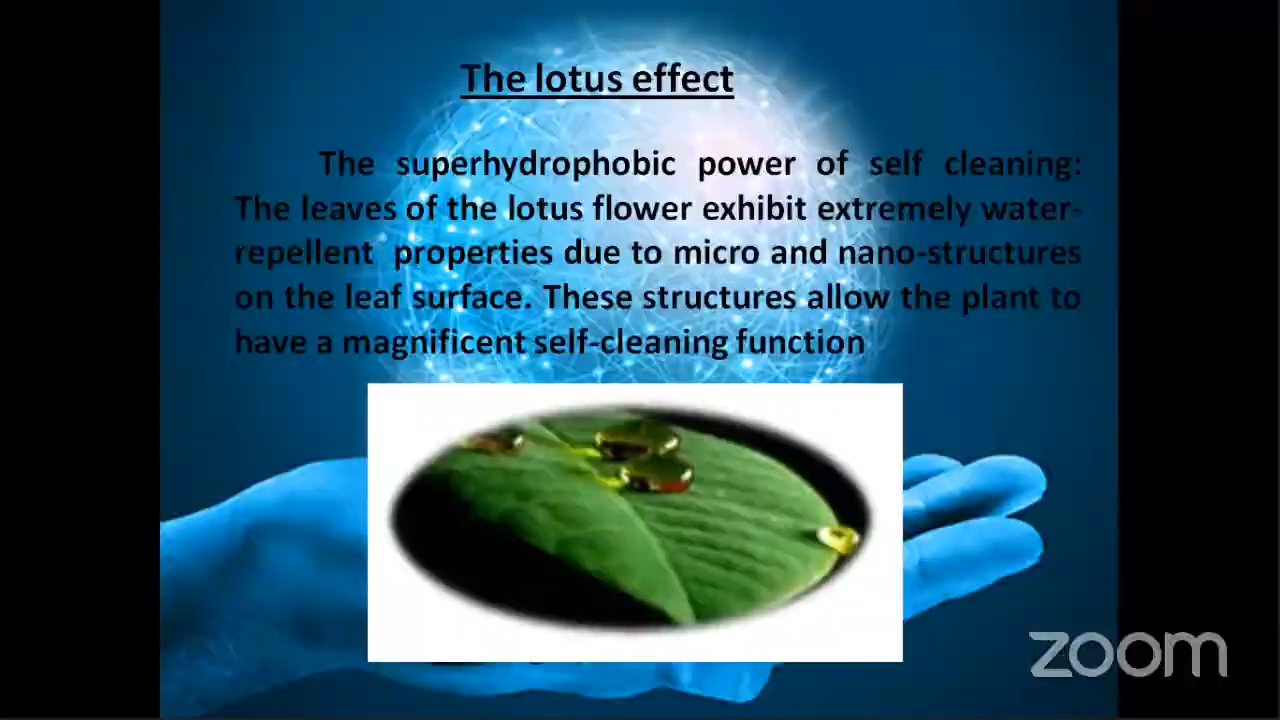 The lotus effect
The superhydrophobic power of self cleaning:
The leaves of the lotus flower exhibit extremely water-
repellent properties due to micro and nano-structures
on the leaf surface. These structures allow the plant to
have a magnificent self-cleaning function
zoom